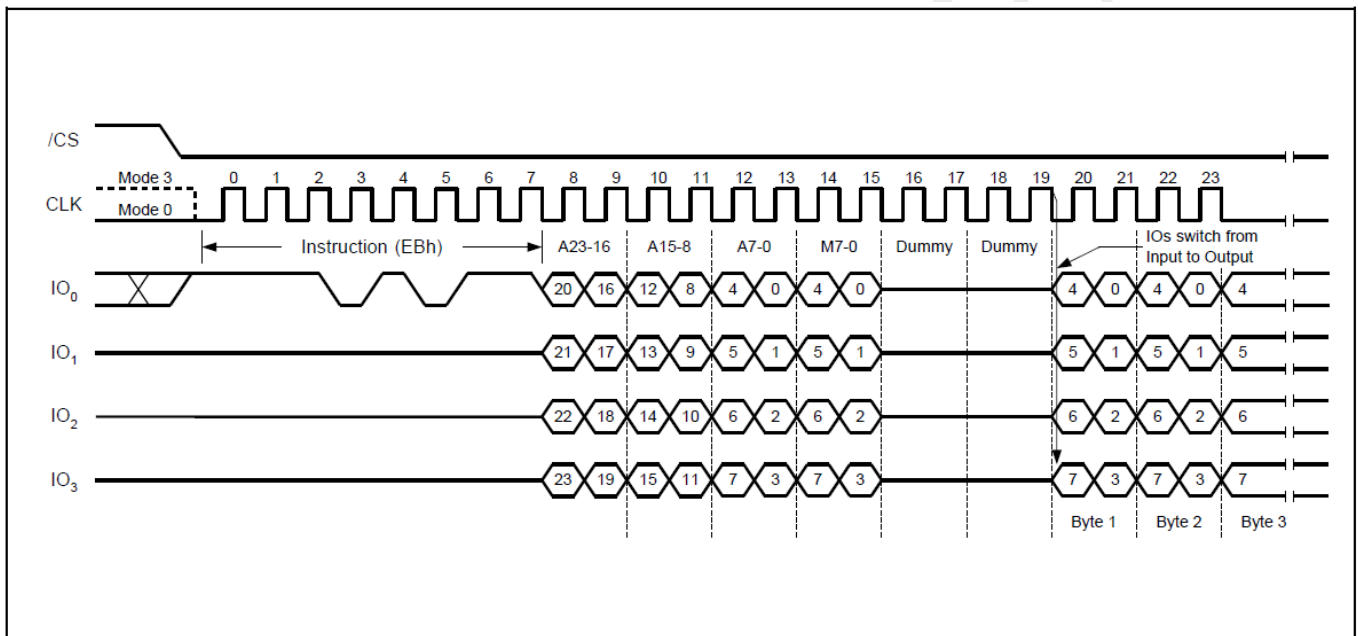 /CS
Mode 3 0 1 2 3 4 5 6 7 8 9 10 11 12 13 14 15 16 17 18 19 20 21 22 23
CLK
Mode 0
Instruction (EBh) A23-16 A15-8 A7-0 M7-0 Dummy Dummy IOs switch from
Input to Output
IO0 20 16 12 8 4 0 4 0 4 0 4 0 4
IO1 21 17 13 9 5 1 5 1 5 1 5 1 5
IO2 22 18 14 10 6 2 6 2 6 2 6 2 6
IO3 23 19 15 11 7 3 7 3 7 3 7 3 7
Byte 1 Byte 2 Byte 3